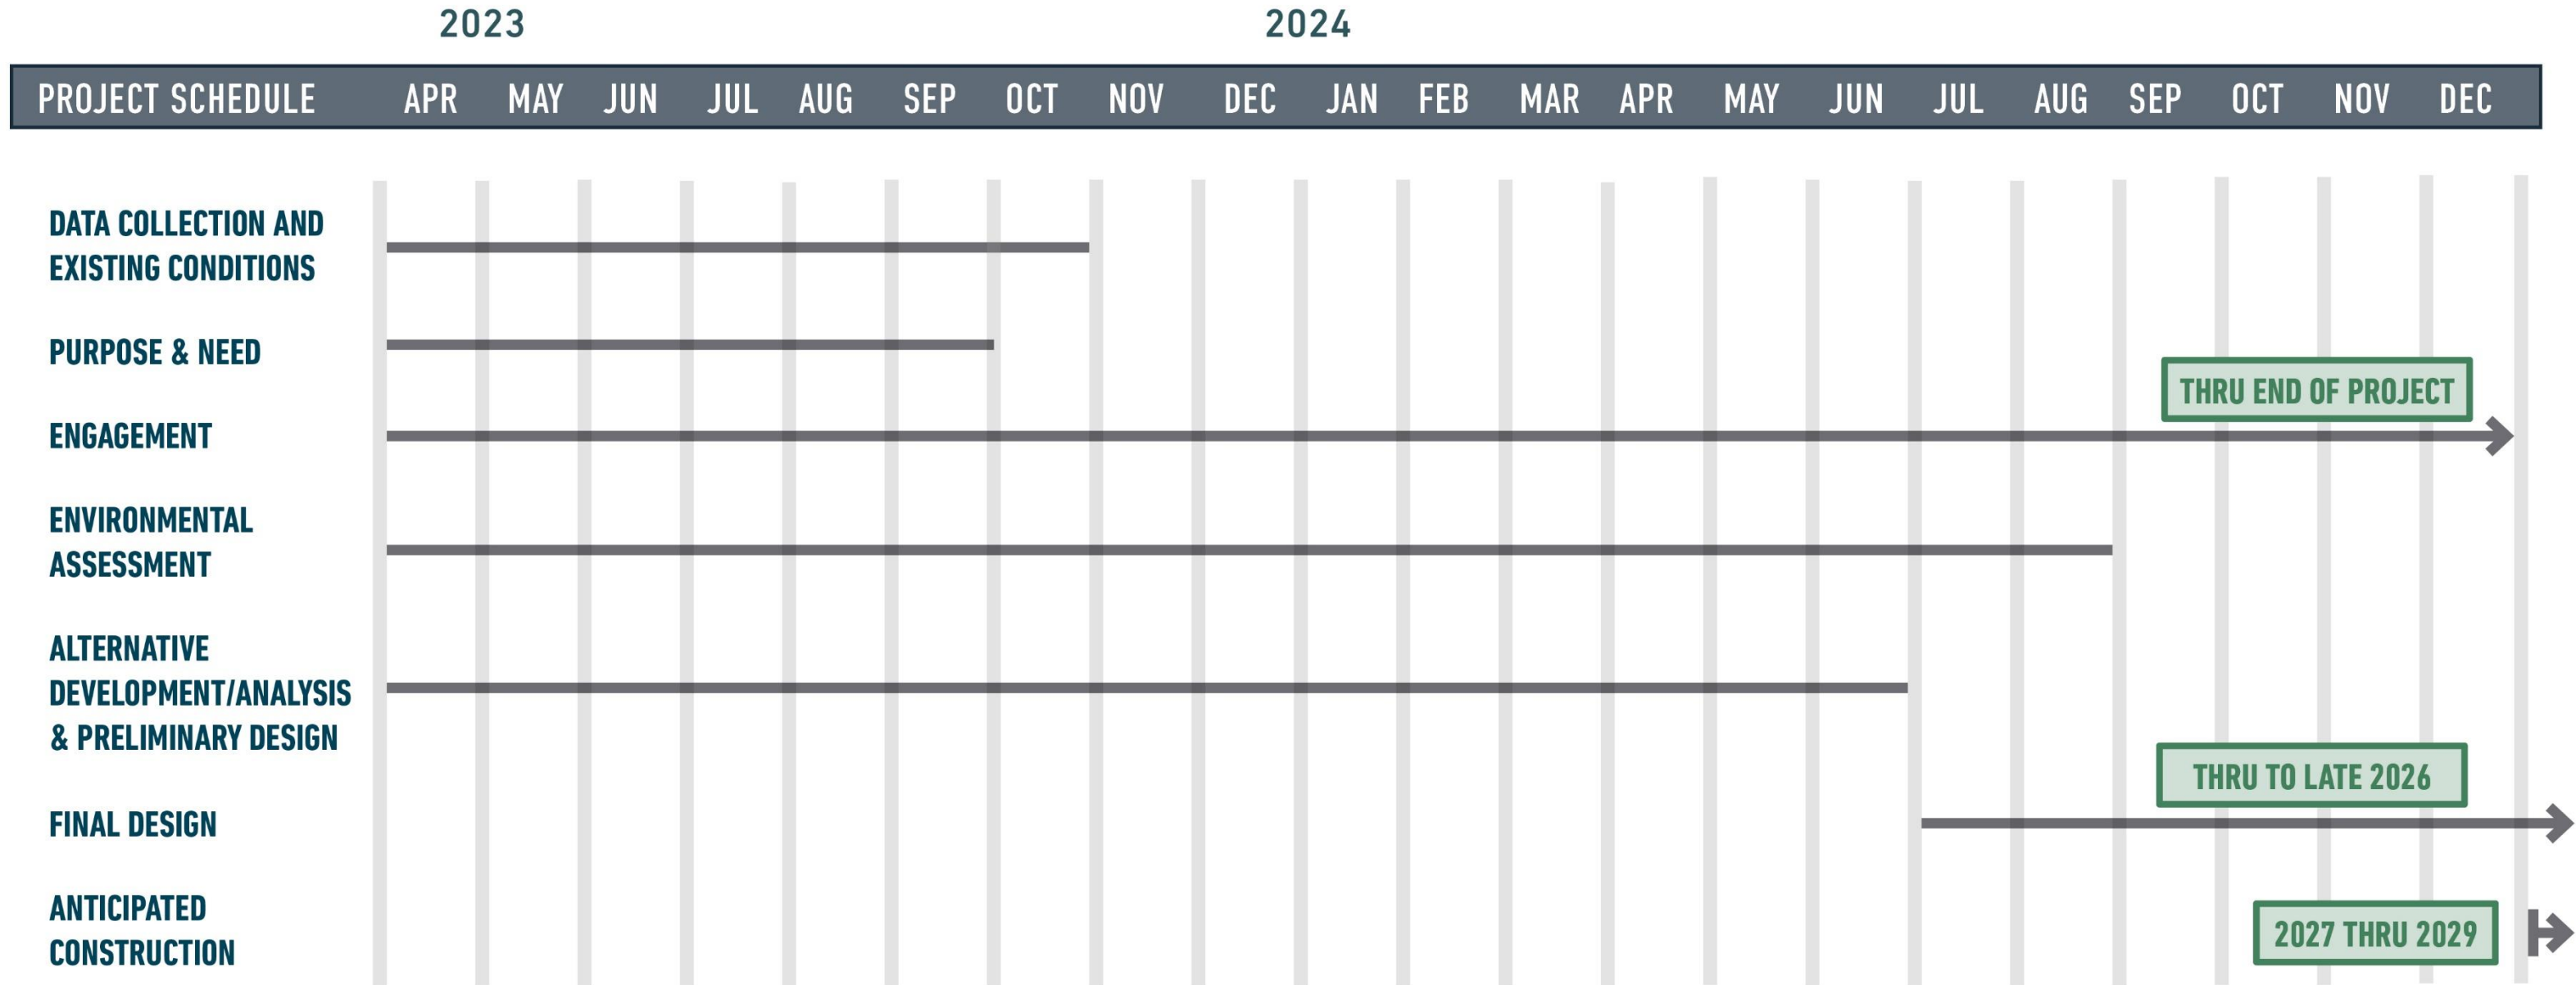 2023 2024
PROJECT SCHEDULE APR MAY JUN JUL AUG SEP OCT NOV DEC JAN FEB MAR APR MAY JUN JUL AUG SEP OCT NOV DEC
DATA COLLECTION AND
EXISTING CONDITIONS
PURPOSE & NEED
THRU END OF PROJECT
ENGAGEMENT
ENVIRONMENTAL
ASSESSMENT
ALTERNATIVE
DEVELOPMENT/ANALYSIS
& PRELIMINARY DESIGN
THRU TO LATE 2026
FINAL DESIGN
ANTICIPATED
CONSTRUCTION
2027 THRU 2029